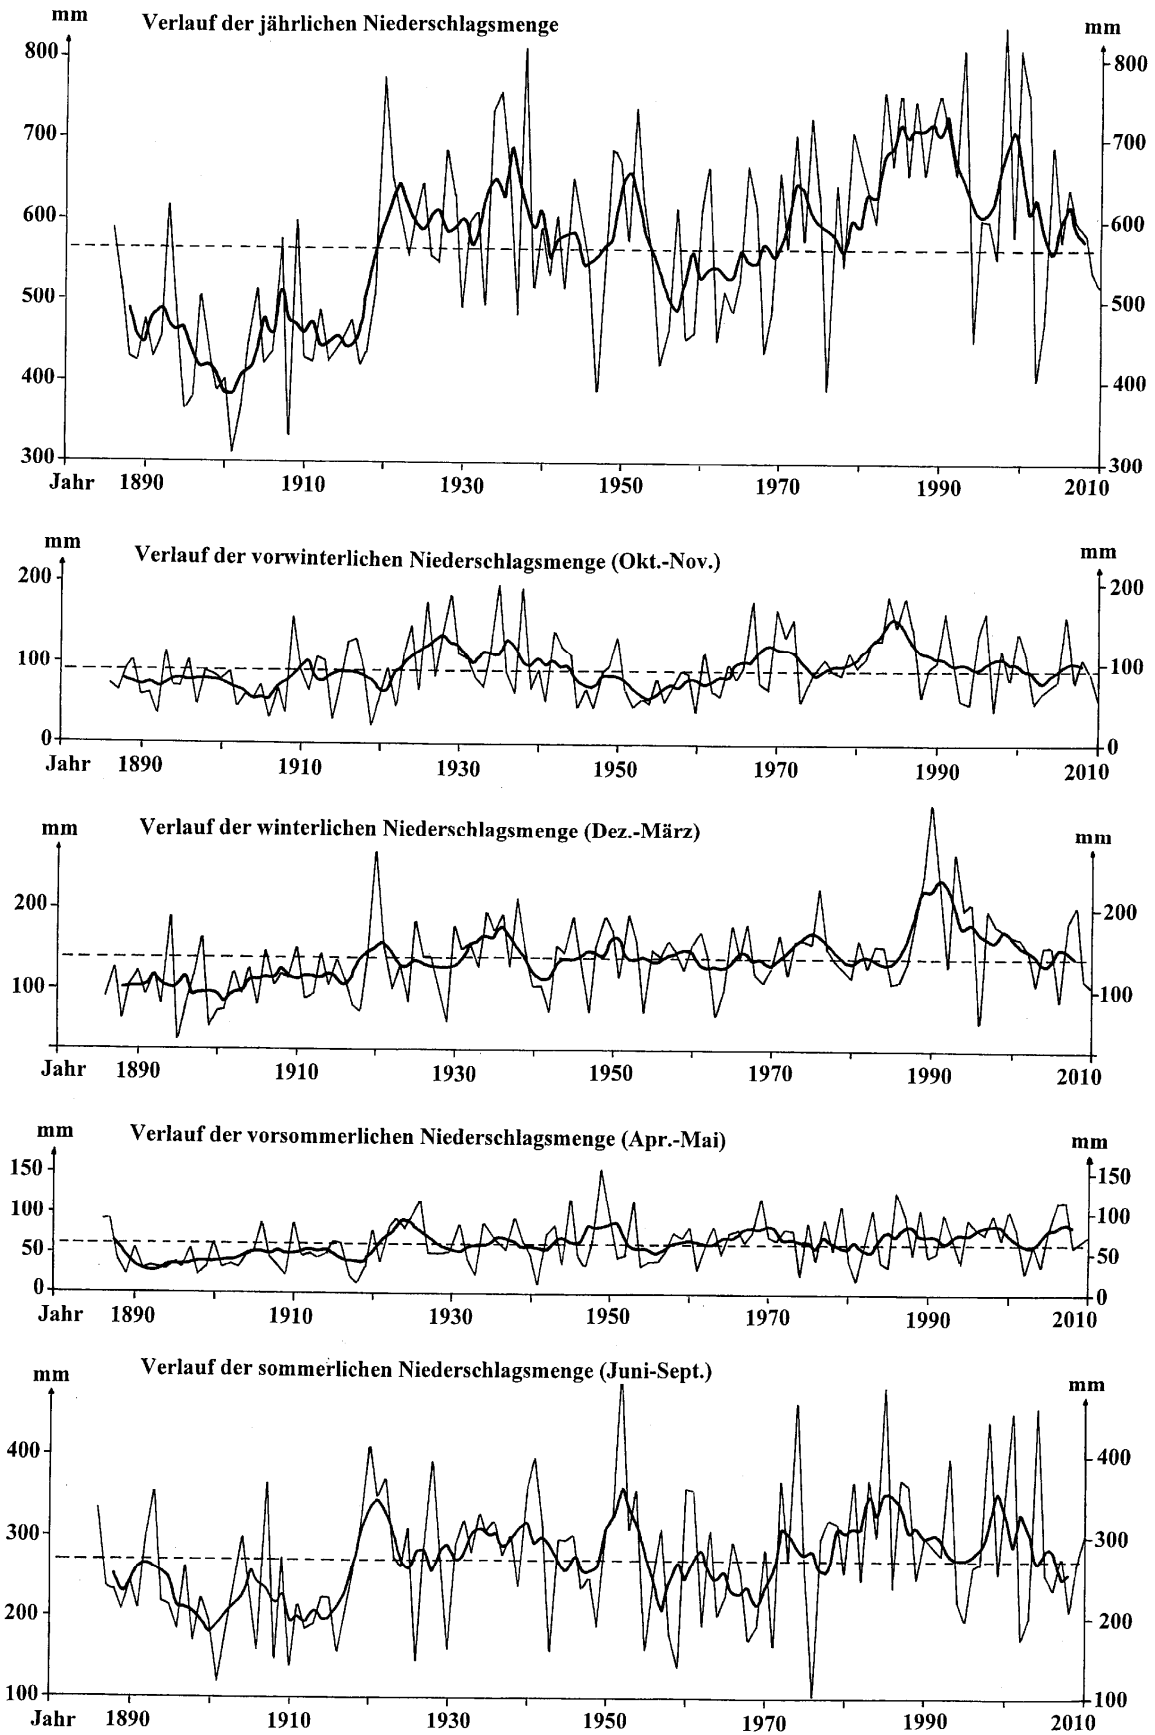 mm Verlauf der jährlichen Niederschlagsmenge mm
800 800
700 700
600 600
500 500
400 400
300 300
Jahr 1890 1910 1930 1950 1970 1990 2010
mm Verlauf der vorwinterlichen Niederschlagsmenge (Okt.-Nov.) mm
200 200
100 100
0 0
Jahr 1890 1910 1930 1950 1970 1990 2010
mm Verlauf der winterlichen Niederschlagsmenge (Dez.-März) mm
200 200
100 100
Jahr 1890 1910 1930 1950 1970 1990 2010
mm Verlauf der vorsommerlichen Niederschlagsmenge (Apr.-Mai) mm
150 150
100 100
50 50
0 0
Jahr 1890 1910 1930 1950 1970 1990 2010
mm Verlauf der sommerlichen Niederschlagsmenge (Juni-Sept.) mm
400 400
300 300
200 200
100 100
Jahr 1890 1910 1930 1950 1970 1990 2010